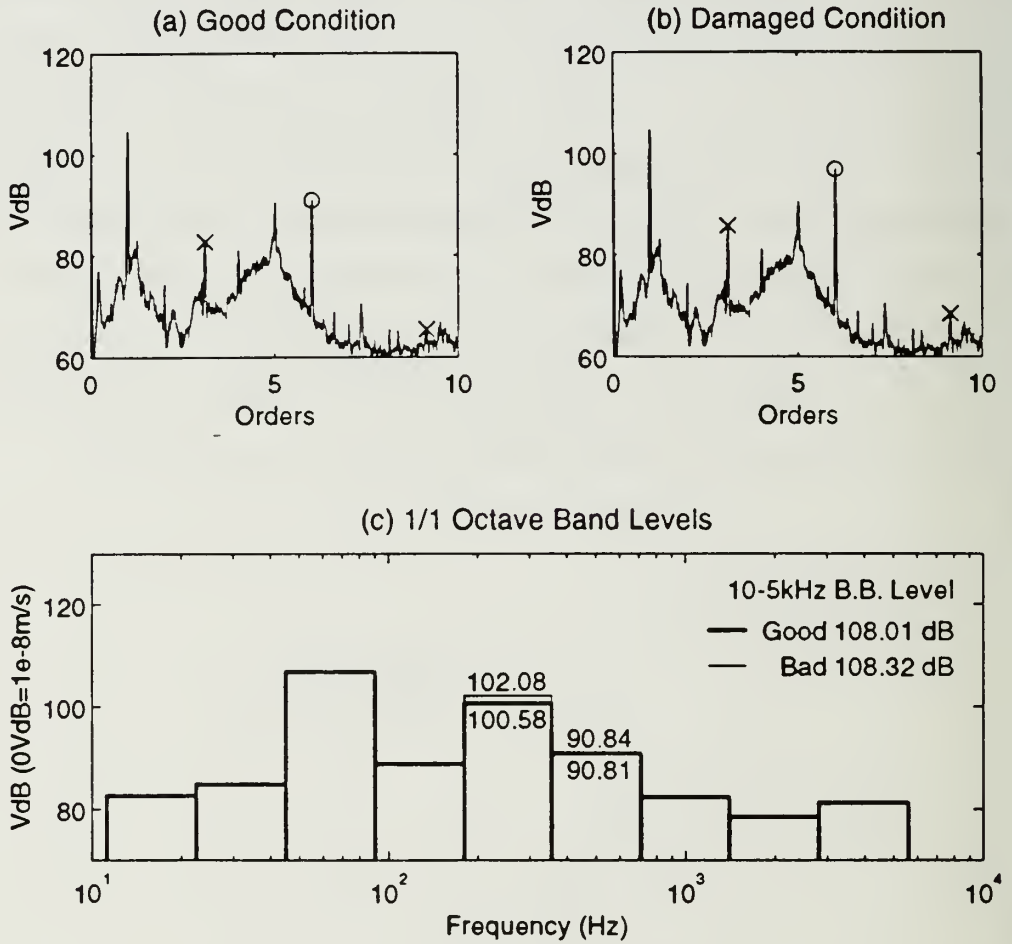 (a) Good Condition
VdB
120
100
80
60
0
5
10
Orders
(b) Damaged Condition
VdB
120
100
80
60
0
5
10
Orders
(c) 1/1 Octave Band Levels
VdB (0VdB=1e-8m/s)
120
100
80
10-5kHz B.B. Level
Good 108.01 dB
Bad 108.32 dB
102.08
100.58
90.84
90.81
10¹
10²
10³
10⁴
Frequency (Hz)